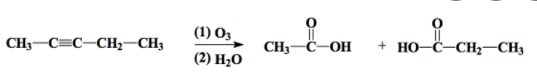 CH₃—C≡C—CH₂—CH₃ (1) O₃ (2) H₂O CH₃—C(=O)—OH + HO—C(=O)—CH₂—CH₃